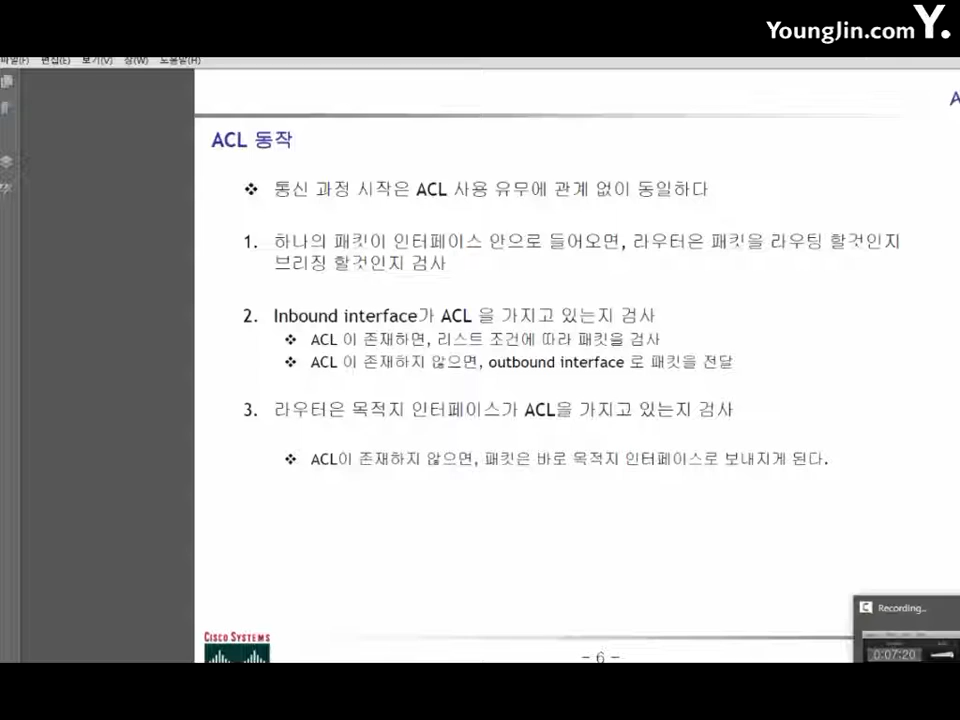 YoungJin.com Y.
파일(F) 편집(E) 보기(V) 창(W) 도움말(H)
A
ACL 동작
❖ 통신 과정 시작은 ACL 사용 유무에 관계 없이 동일하다
1. 하나의 패킷이 인터페이스 안으로 들어오면, 라우터은 패킷을 라우팅 할것인지
브리징 할것인지 검사
2. Inbound interface가 ACL 을 가지고 있는지 검사
❖ ACL 이 존재하면, 리스트 조건에 따라 패킷을 검사
❖ ACL 이 존재하지 않으면, outbound interface 로 패킷을 전달
3. 라우터은 목적지 인터페이스가 ACL을 가지고 있는지 검사
❖ ACL이 존재하지 않으면, 패킷은 바로 목적지 인터페이스로 보내지게 된다.
Recording...
CISCO SYSTEMS
0:07:20
– 6 –